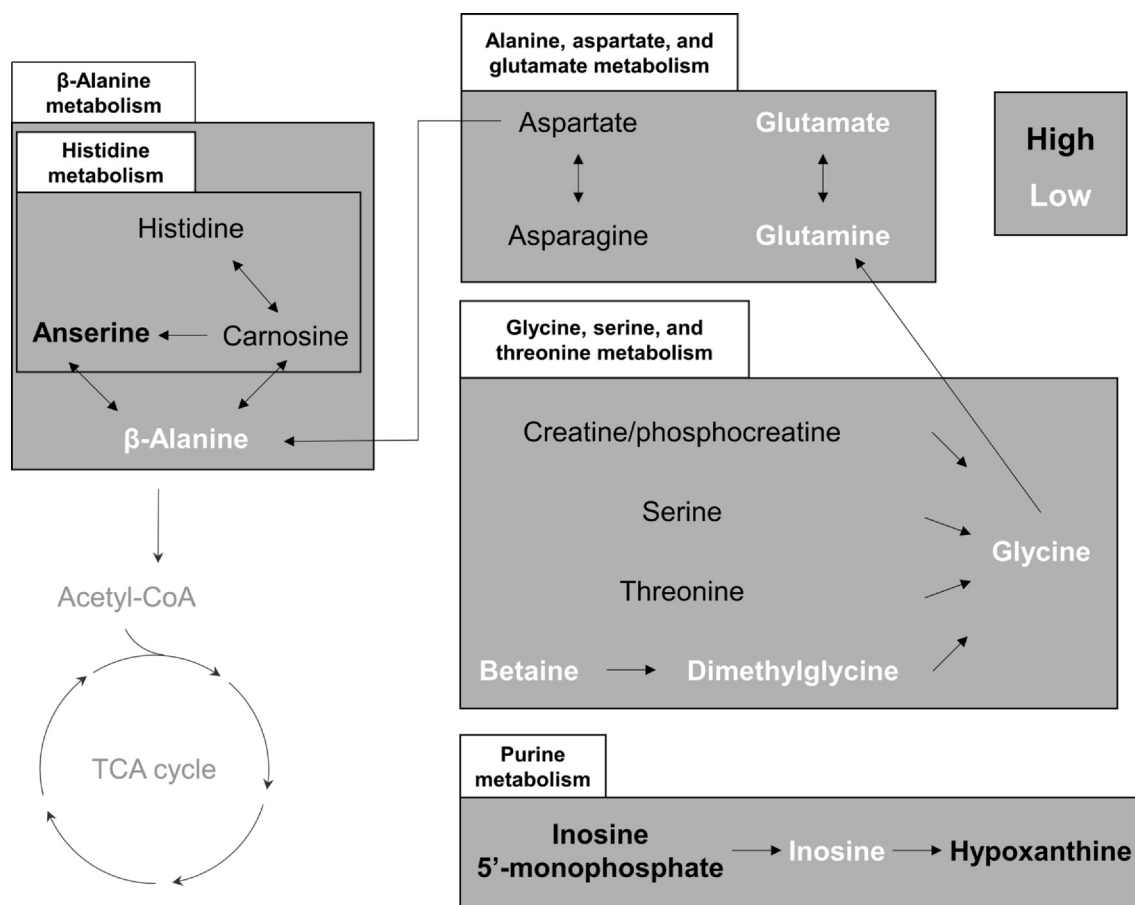 β-Alanine
metabolism
Histidine
metabolism
Histidine
Anserine
Carnosine
β-Alanine
Acetyl-CoA
TCA cycle
Alanine, aspartate, and
glutamate metabolism
Aspartate
Glutamate
Asparagine
Glutamine
High
Low
Glycine, serine, and
threonine metabolism
Creatine/phosphocreatine
Serine
Glycine
Threonine
Betaine
Dimethylglycine
Purine
metabolism
Inosine
5’-monophosphate
Inosine
Hypoxanthine